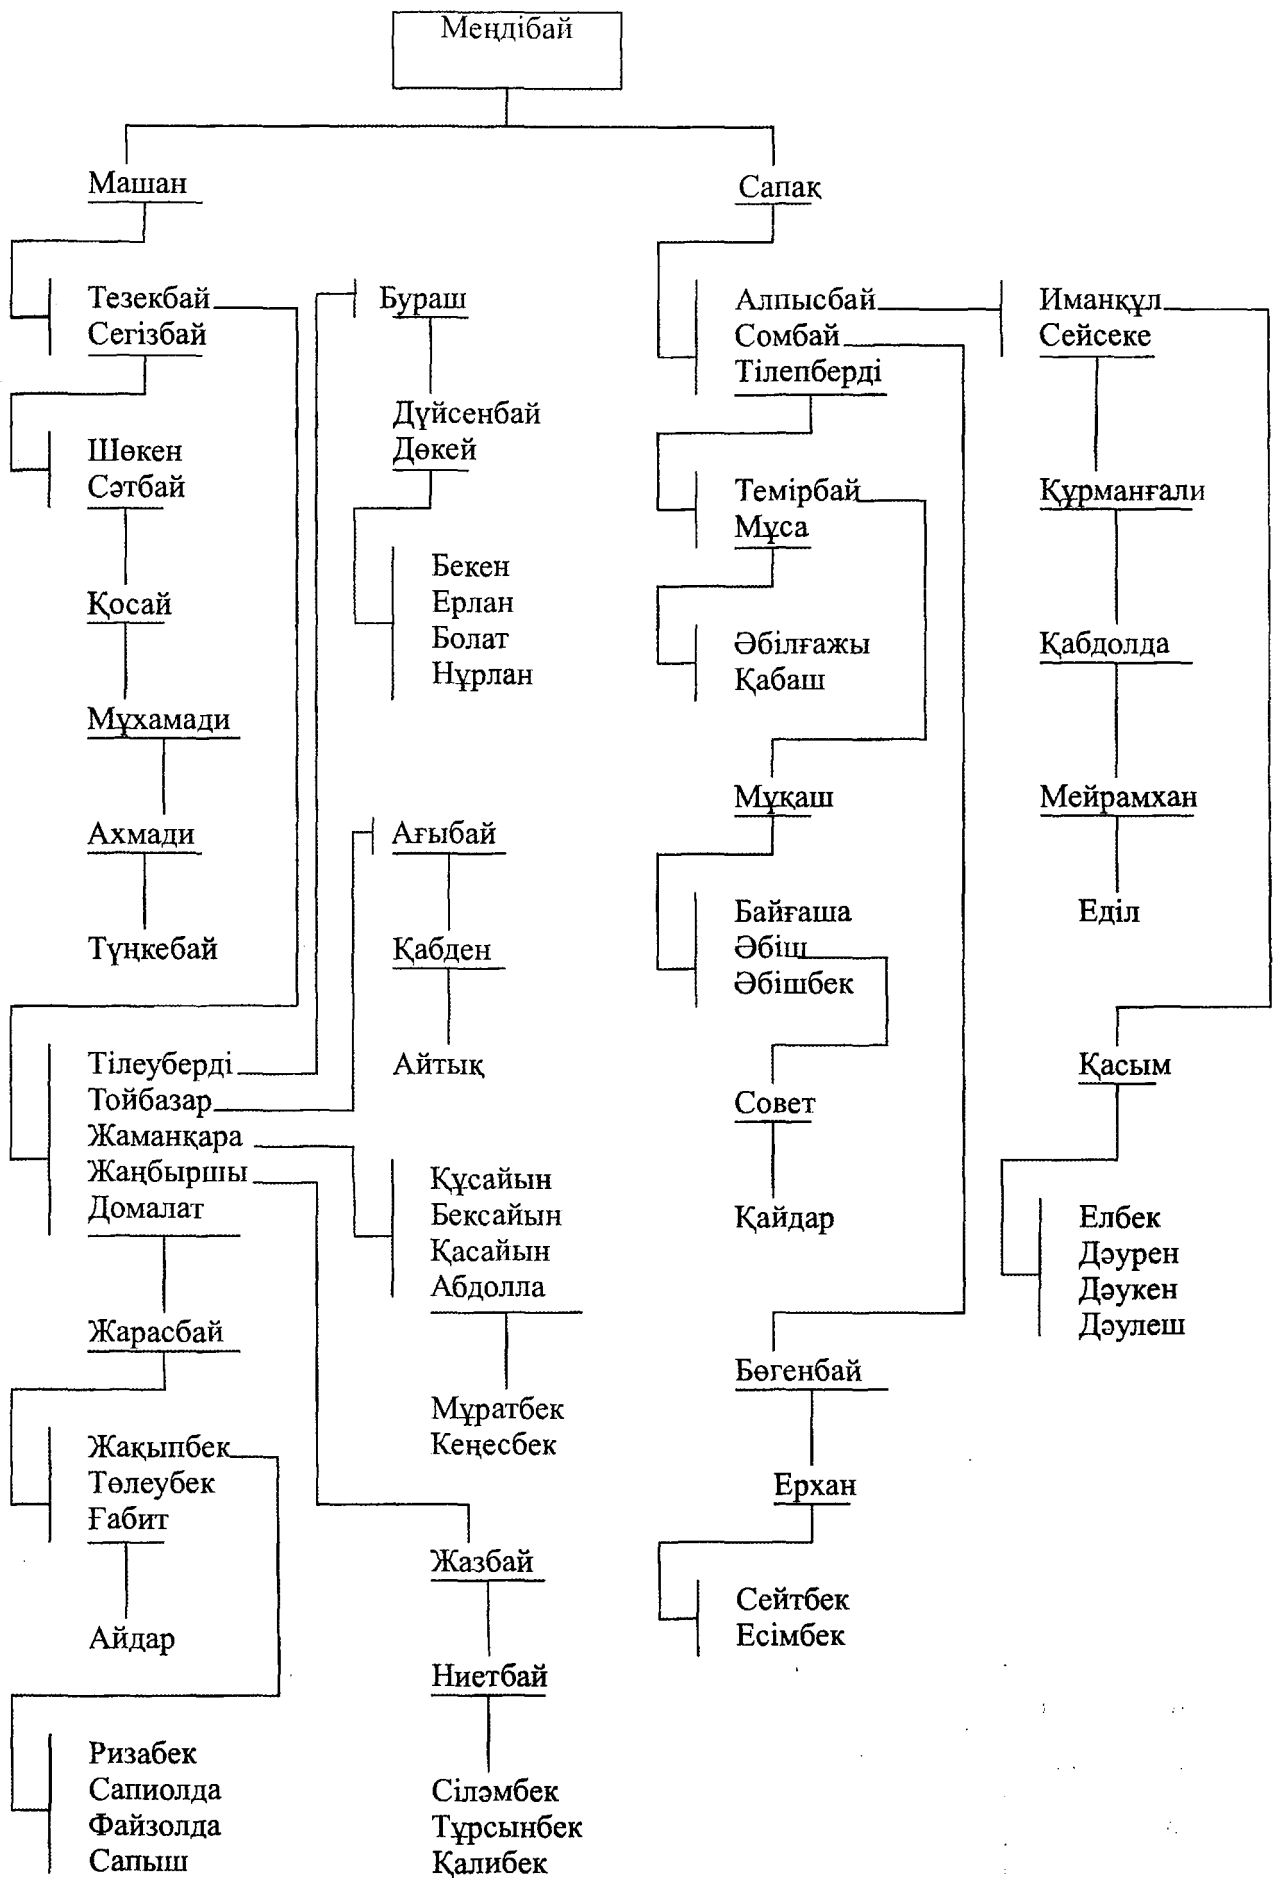 Меңдібай
Машан
Сапақ
Тезекбай
Сегізбай
Бураш
Алпысбай
Сомбай
Тілепберді
Иманқұл
Сейсеке
Дүйсенбай
Дөкей
Шөкен
Сәтбай
Темірбай
Мұса
Құрманғали
Бекен
Ерлан
Болат
Нұрлан
Қосай
Әбілғажы
Қабаш
Қабдолда
Мұхамади
Мұқаш
Мейрамхан
Ахмади
Ағыбай
Байғаша
Әбіш
Әбішбек
Еділ
Түңкебай
Қабден
Тілеуберді
Тойбазар
Жаманқара
Жаңбыршы
Домалат
Айтық
Совет
Қасым
Құсайын
Бексайын
Қасайын
Абдолла
Қайдар
Елбек
Дәурен
Дәукен
Дәулеш
Жарасбай
Бөгенбай
Мұратбек
Кеңесбек
Жақыпбек
Төлеубек
Ғабит
Ерхан
Жазбай
Сейтбек
Есімбек
Айдар
Ниетбай
Ризабек
Сапиолда
Файзолда
Сапыш
Сіләмбек
Тұрсынбек
Қалибек